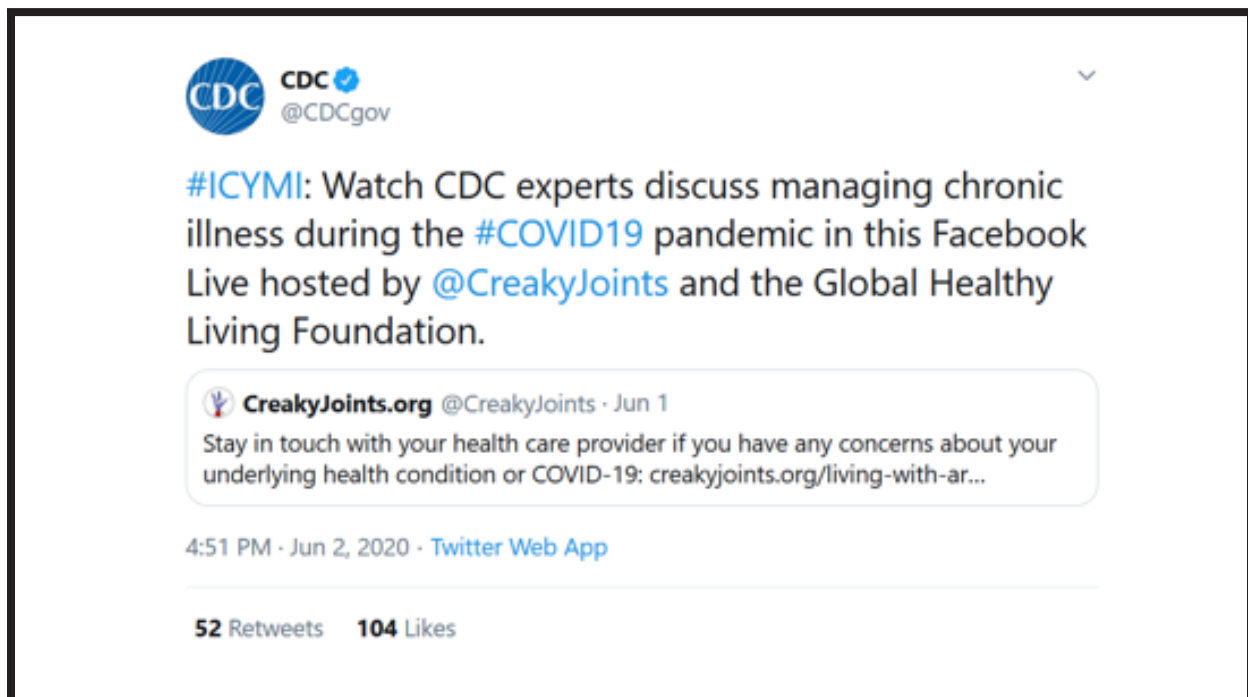 CDC
CDC
@CDCgov
#ICYMI: Watch CDC experts discuss managing chronic
illness during the #COVID19 pandemic in this Facebook
Live hosted by @CreakyJoints and the Global Healthy
Living Foundation.
CreakyJoints.org @CreakyJoints · Jun 1
Stay in touch with your health care provider if you have any concerns about your
underlying health condition or COVID-19: creakyjoints.org/living-with-ar...
4:51 PM · Jun 2, 2020 · Twitter Web App
52 Retweets 104 Likes